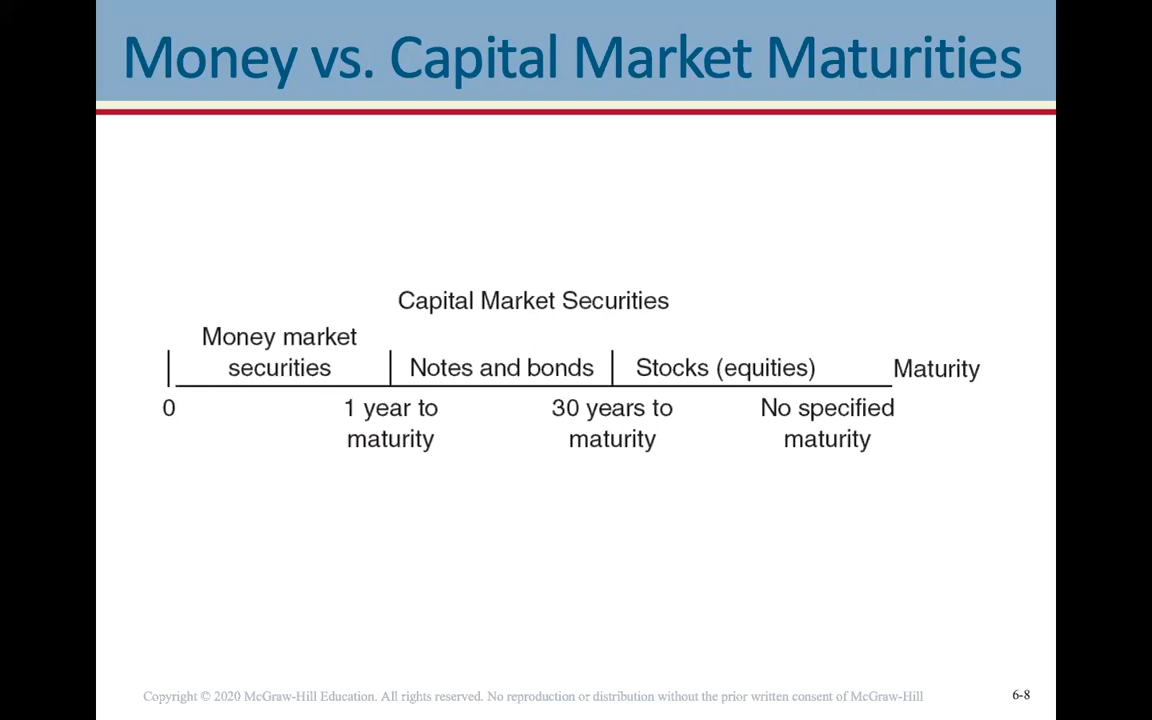 Money vs. Capital Market Maturities
Capital Market Securities
Money market
securities
Notes and bonds
Stocks (equities)
Maturity
0
1 year to
maturity
30 years to
maturity
No specified
maturity
Copyright © 2020 McGraw-Hill Education. All rights reserved. No reproduction or distribution without the prior written consent of McGraw-Hill
6-8